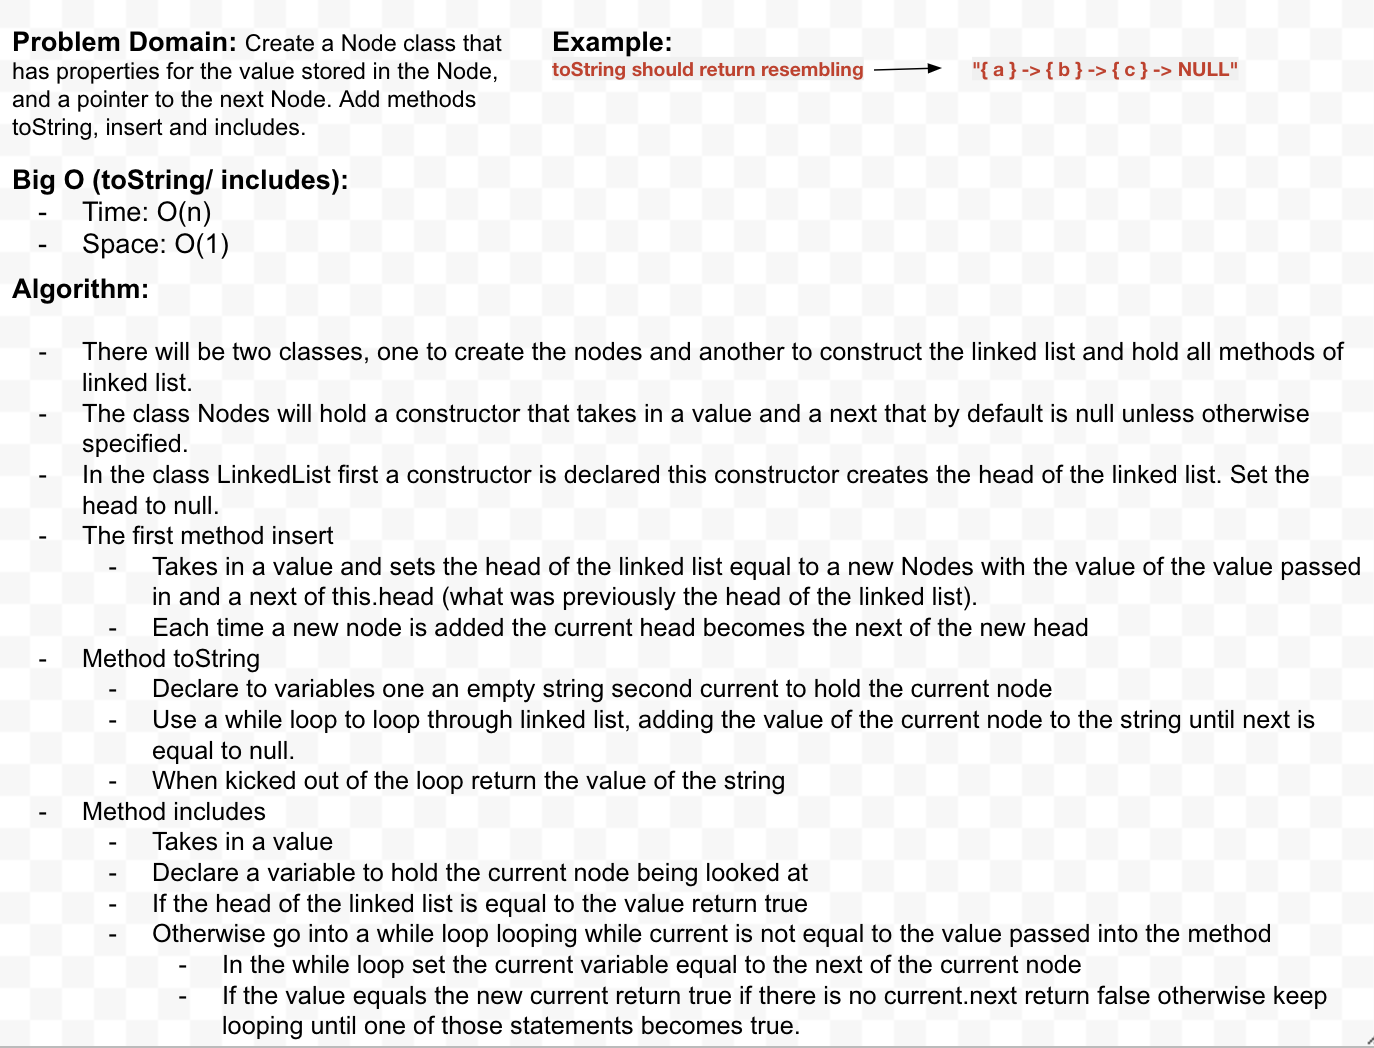 Problem Domain: Create a Node class that
has properties for the value stored in the Node,
and a pointer to the next Node. Add methods
toString, insert and includes.
Example:
toString should return resembling "{ a } -> { b } -> { c } -> NULL"
Big O (toString/ includes):
- Time: O(n)
- Space: O(1)
Algorithm:
- There will be two classes, one to create the nodes and another to construct the linked list and hold all methods of
linked list.
- The class Nodes will hold a constructor that takes in a value and a next that by default is null unless otherwise
specified.
- In the class LinkedList first a constructor is declared this constructor creates the head of the linked list. Set the
head to null.
- The first method insert
- Takes in a value and sets the head of the linked list equal to a new Nodes with the value of the value passed
in and a next of this.head (what was previously the head of the linked list).
- Each time a new node is added the current head becomes the next of the new head
- Method toString
- Declare to variables one an empty string second current to hold the current node
- Use a while loop to loop through linked list, adding the value of the current node to the string until next is
equal to null.
- When kicked out of the loop return the value of the string
- Method includes
- Takes in a value
- Declare a variable to hold the current node being looked at
- If the head of the linked list is equal to the value return true
- Otherwise go into a while loop looping while current is not equal to the value passed into the method
- In the while loop set the current variable equal to the next of the current node
- If the value equals the new current return true if there is no current.next return false otherwise keep
looping until one of those statements becomes true.